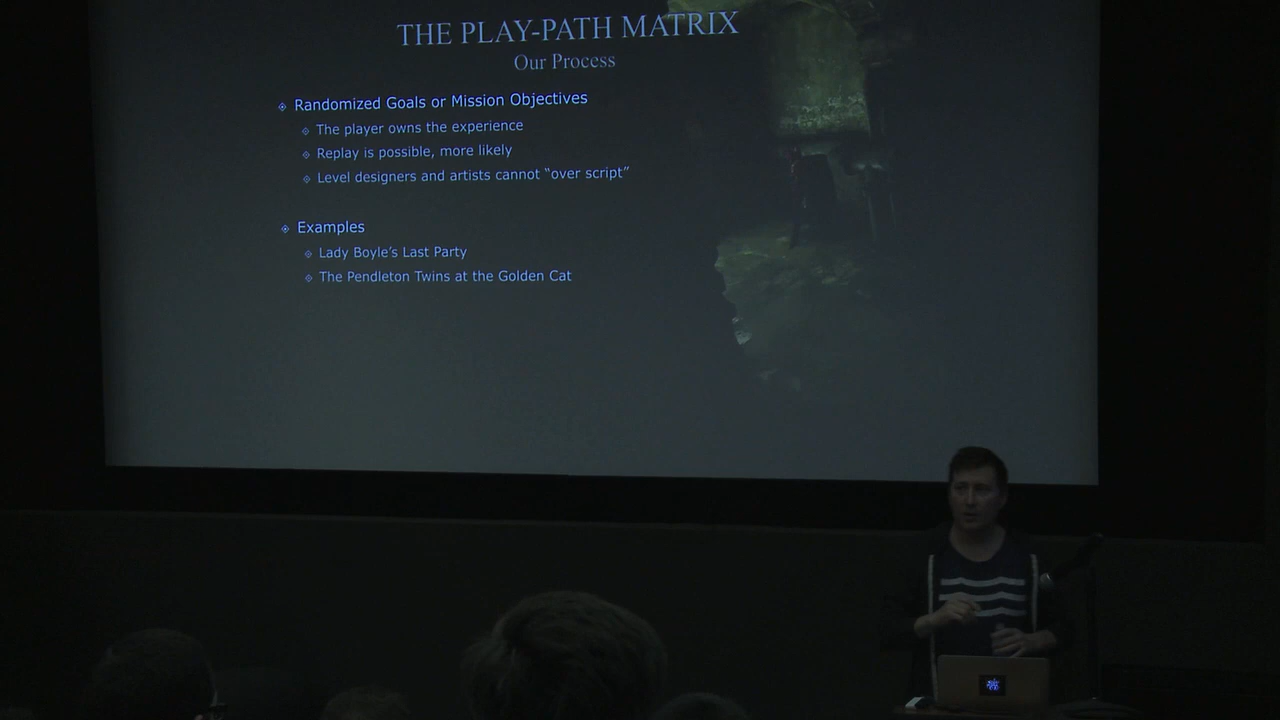 THE PLAY-PATH MATRIX
Our Process
Randomized Goals or Mission Objectives
The player owns the experience
Replay is possible, more likely
Level designers and artists cannot “over script”
Examples
Lady Boyle’s Last Party
The Pendleton Twins at the Golden Cat